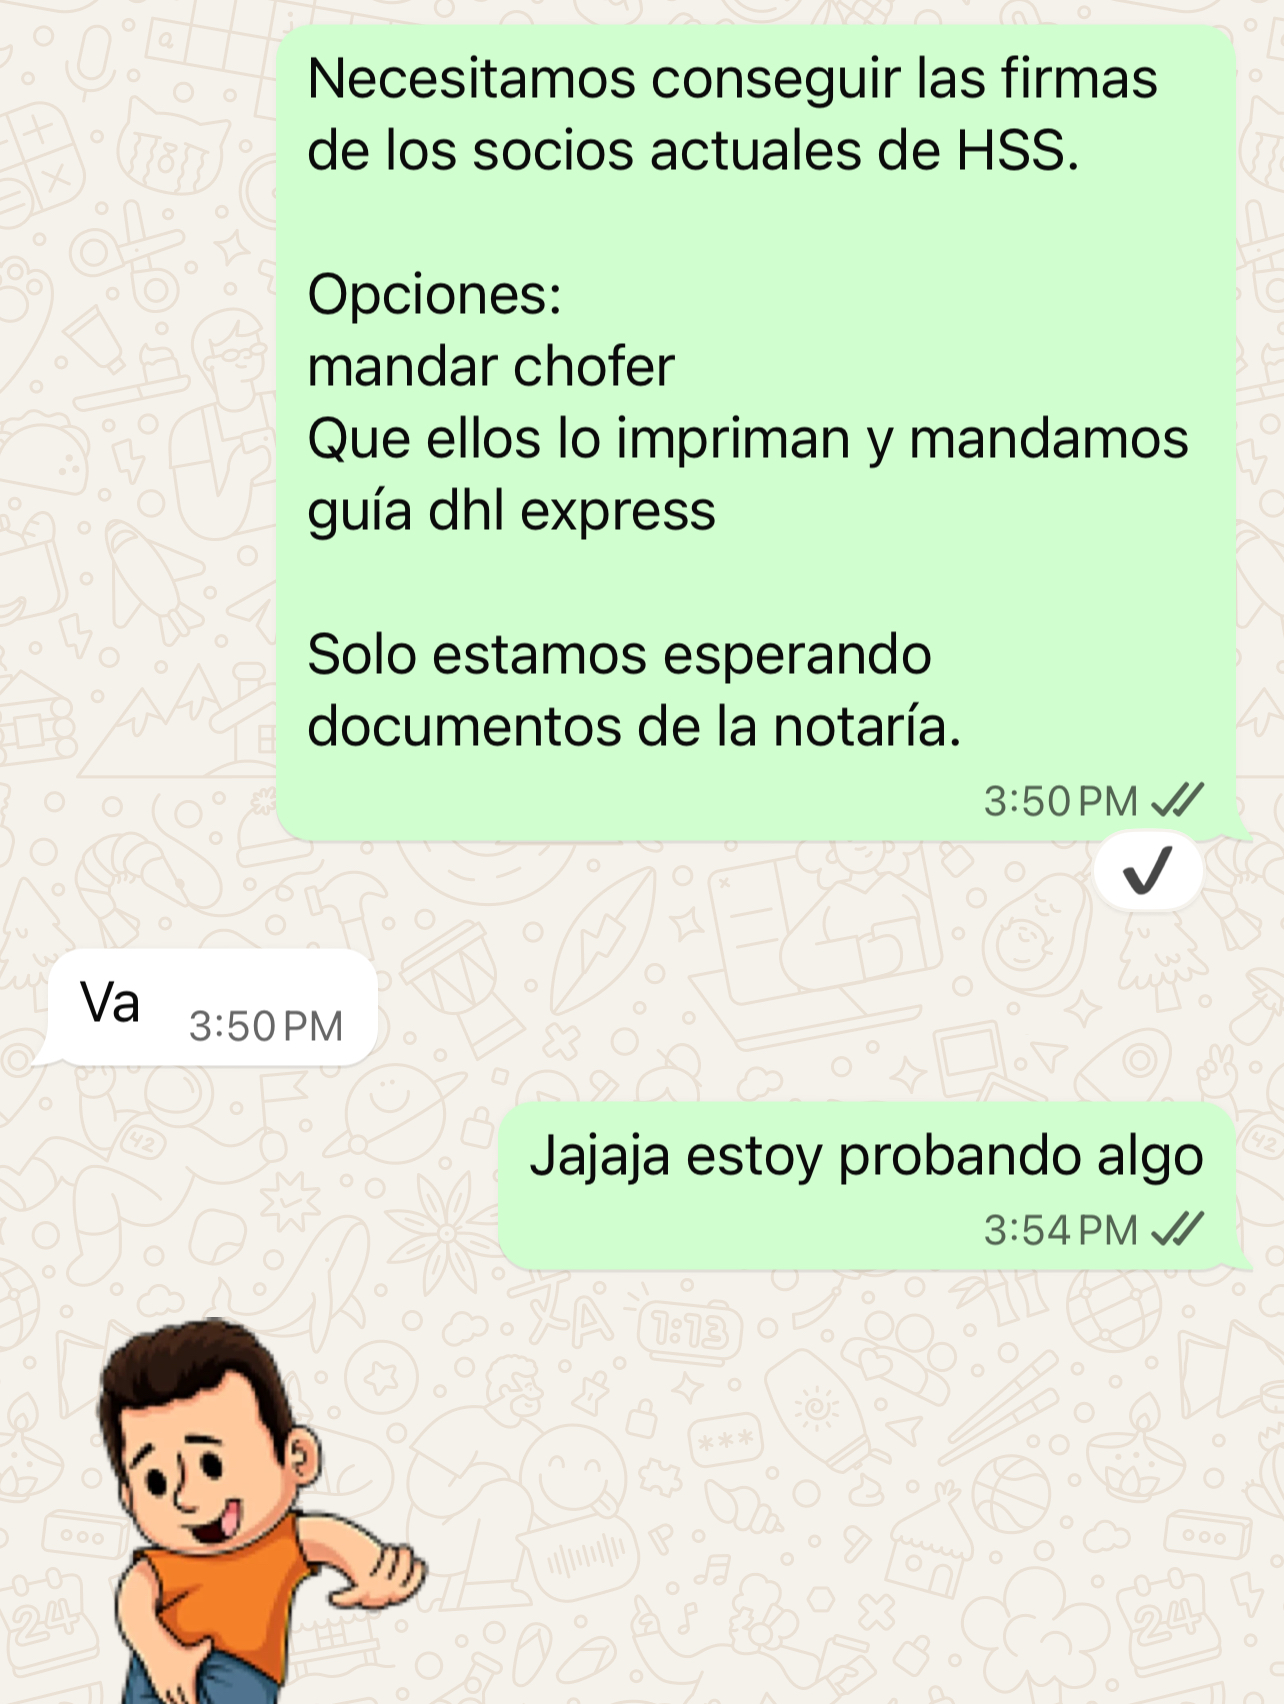 Necesitamos conseguir las firmas
de los socios actuales de HSS.
Opciones:
mandar chofer
Que ellos lo impriman y mandamos
guía dhl express
Solo estamos esperando
documentos de la notaría.
3:50 PM
Va
3:50 PM
Jajaja estoy probando algo
3:54 PM